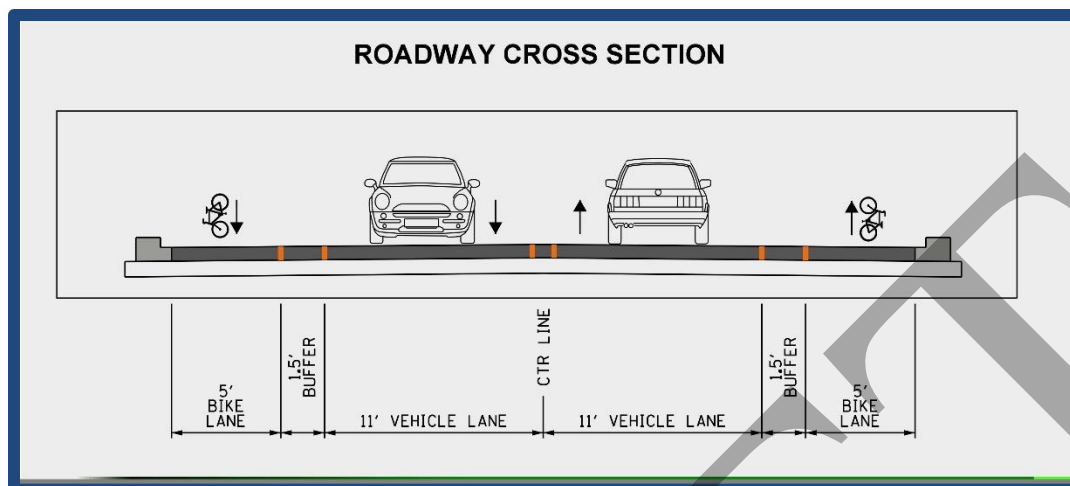 ROADWAY CROSS SECTION
5'
BIKE
LANE
1.5'
BUFFER
11' VEHICLE LANE
CTR LINE
11' VEHICLE LANE
1.5'
BUFFER
5'
BIKE
LANE